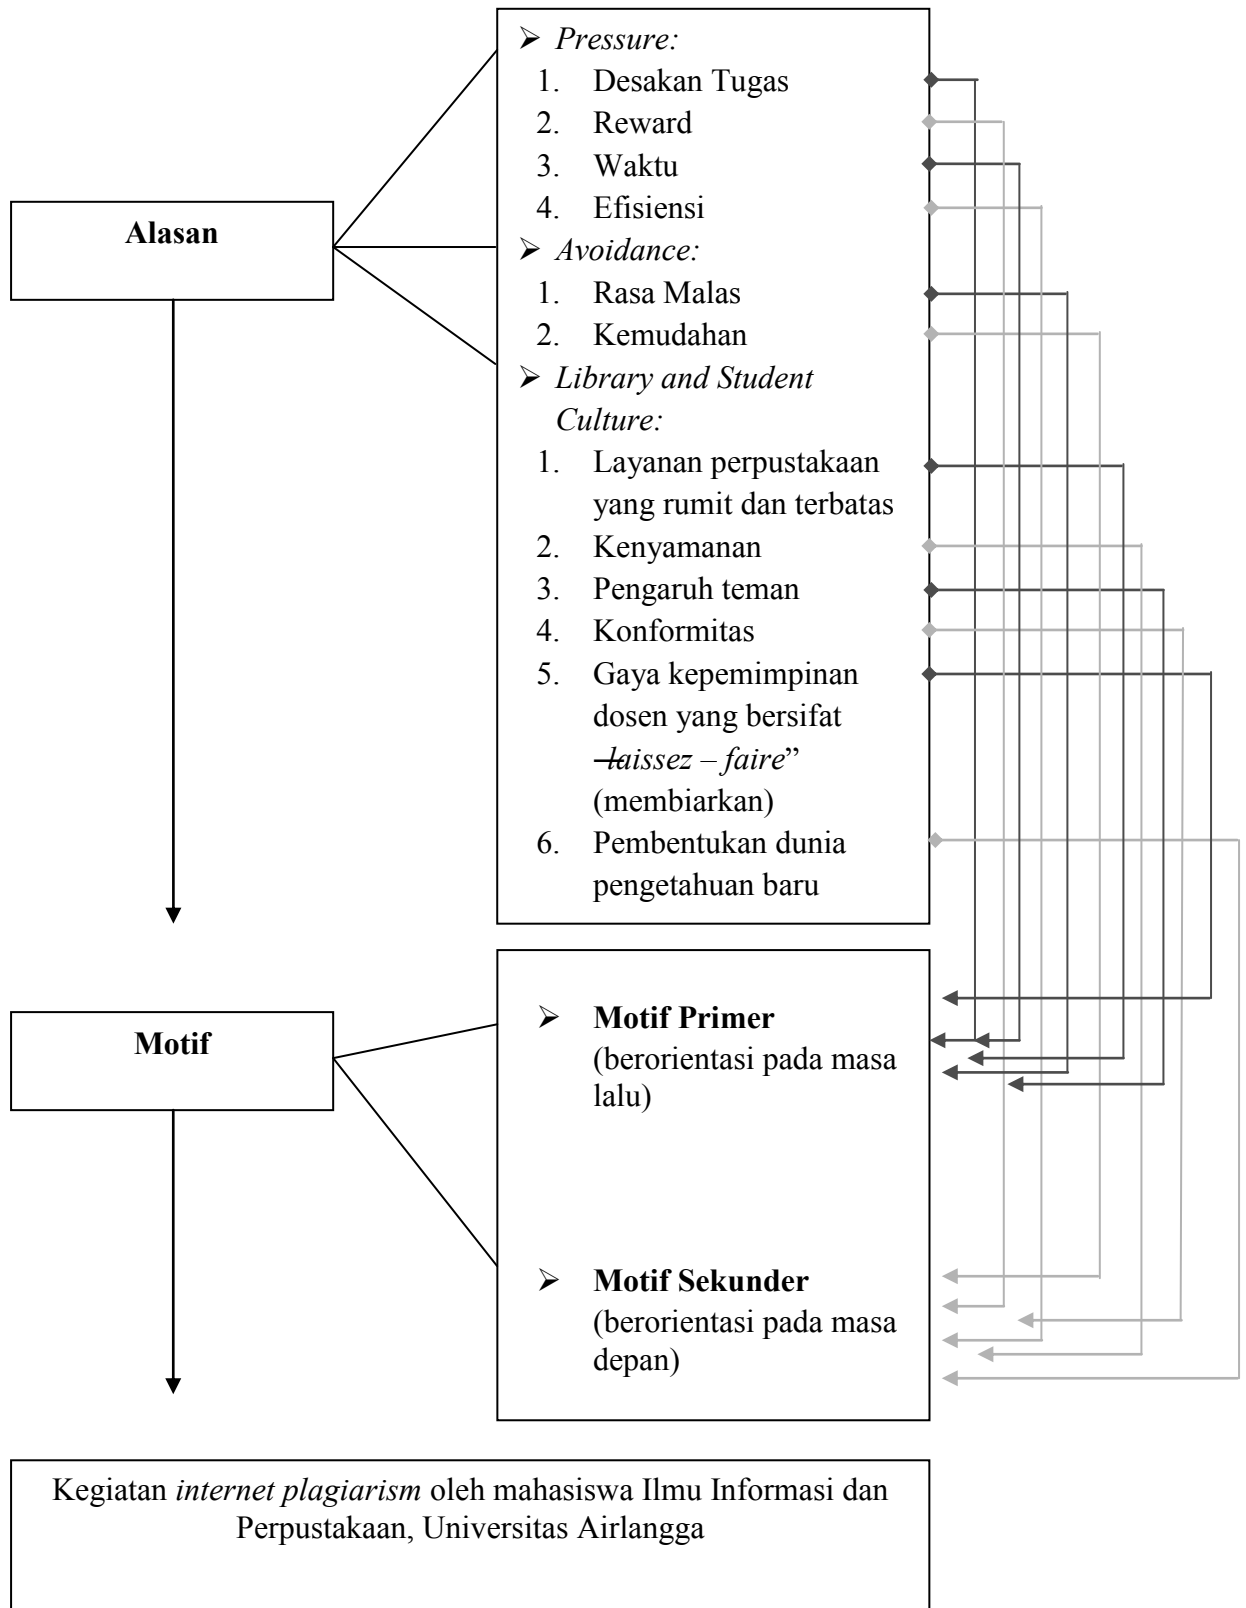 ➢ Pressure:
1. Desakan Tugas
2. Reward
3. Waktu
4. Efisiensi
➢ Avoidance:
1. Rasa Malas
2. Kemudahan
➢ Library and Student
Culture:
1. Layanan perpustakaan
yang rumit dan terbatas
2. Kenyamanan
3. Pengaruh teman
4. Konformitas
5. Gaya kepemimpinan
dosen yang bersifat
―laissez – faire”
(membiarkan)
6. Pembentukan dunia
pengetahuan baru
Alasan
Motif
➢ Motif Primer
(berorientasi pada masa
lalu)
➢ Motif Sekunder
(berorientasi pada masa
depan)
Kegiatan internet plagiarism oleh mahasiswa Ilmu Informasi dan
Perpustakaan, Universitas Airlangga